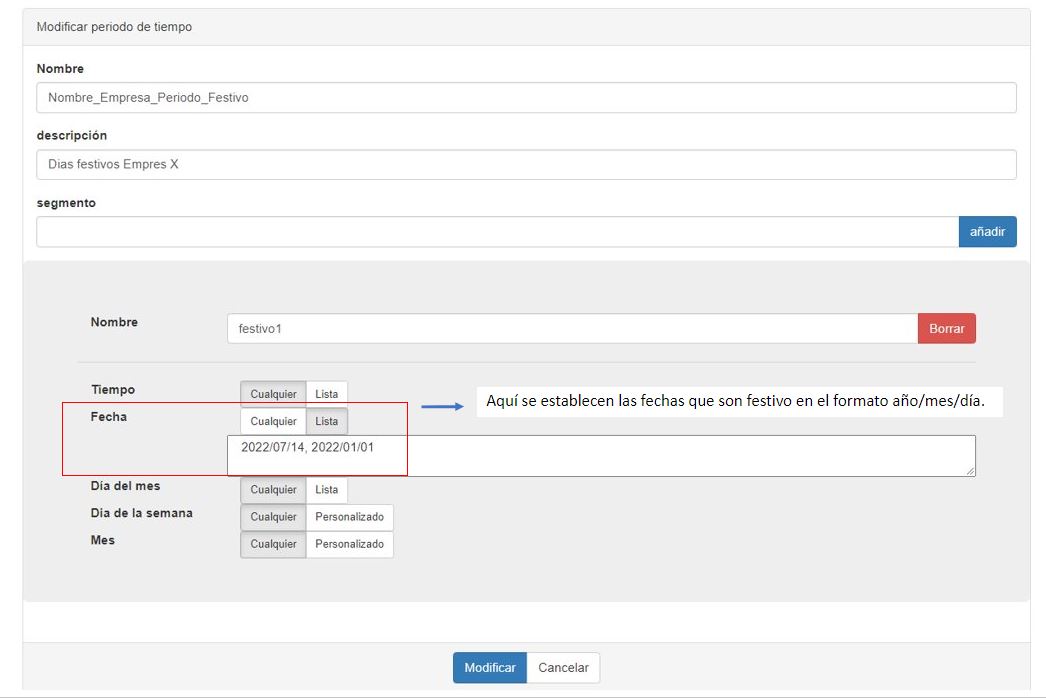 Modificar periodo de tiempo
Nombre
Nombre_Empresa_Periodo_Festivo
descripción
Dias festivos Empres X
segmento
añadir
Nombre
festivo1
Borrar
Tiempo
Cualquier Lista
Fecha
Cualquier Lista
Aquí se establecen las fechas que son festivo en el formato año/mes/día.
2022/07/14, 2022/01/01
Día del mes
Cualquier Lista
Dia de la semana
Cualquier Personalizado
Mes
Cualquier Personalizado
Modificar Cancelar